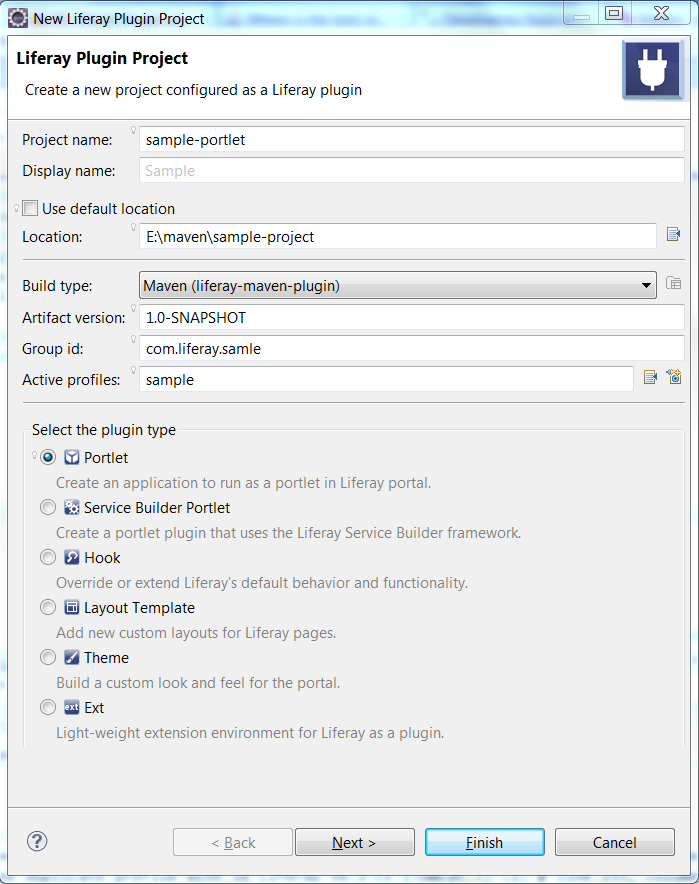 New Liferay Plugin Project
Liferay Plugin Project
Create a new project configured as a Liferay plugin
Project name: sample-portlet
Display name: Sample
Use default location
Location: E:\maven\sample-project
Build type: Maven (liferay-maven-plugin)
Artifact version: 1.0-SNAPSHOT
Group id: com.liferay.samle
Active profiles: sample
Select the plugin type
Portlet
Create an application to run as a portlet in Liferay portal.
Service Builder Portlet
Create a portlet plugin that uses the Liferay Service Builder framework.
Hook
Override or extend Liferay's default behavior and functionality.
Layout Template
Add new custom layouts for Liferay pages.
Theme
Build a custom look and feel for the portal.
ext Ext
Light-weight extension environment for Liferay as a plugin.
? < Back Next > Finish Cancel